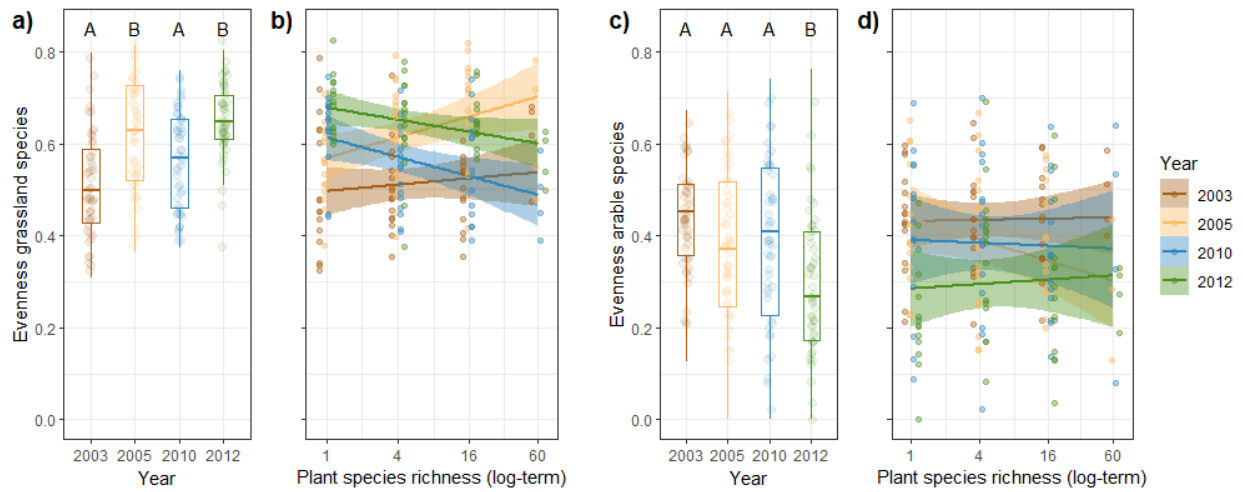 a)
A B A B
Evenness grassland species
0.8
0.6
0.4
0.2
0.0
2003 2005 2010 2012
Year
b)
1 4 16 60
Plant species richness (log-term)
c)
A A A B
Evenness arable species
0.8
0.6
0.4
0.2
0.0
2003 2005 2010 2012
Year
d)
1 4 16 60
Plant species richness (log-term)
Year
2003
2005
2010
2012